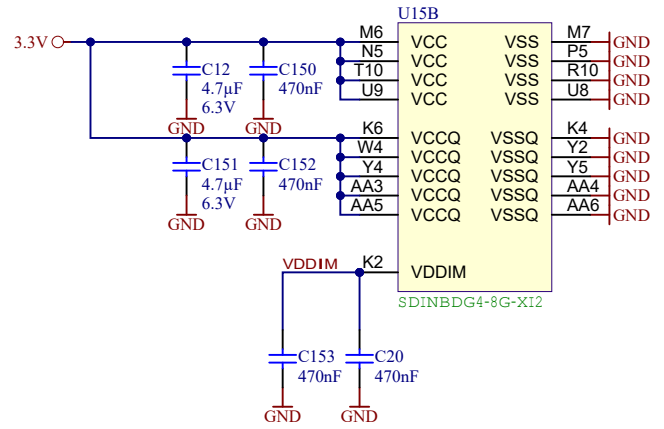 U15B
3.3V
M6 VCC VSS M7 GND
N5 VCC VSS P5 GND
T10 VCC VSS R10 GND
U9 VCC VSS U8 GND
C12
4.7µF
6.3V
C150
470nF
GND
GND
K6 VCCQ VSSQ K4 GND
W4 VCCQ VSSQ Y2 GND
Y4 VCCQ VSSQ Y5 GND
AA3 VCCQ VSSQ AA4 GND
AA5 VCCQ VSSQ AA6 GND
C151
4.7µF
6.3V
C152
470nF
GND
GND
VDDIM K2 VDDIM
SDINBDG4-8G-XI2
C153
470nF
C20
470nF
GND
GND